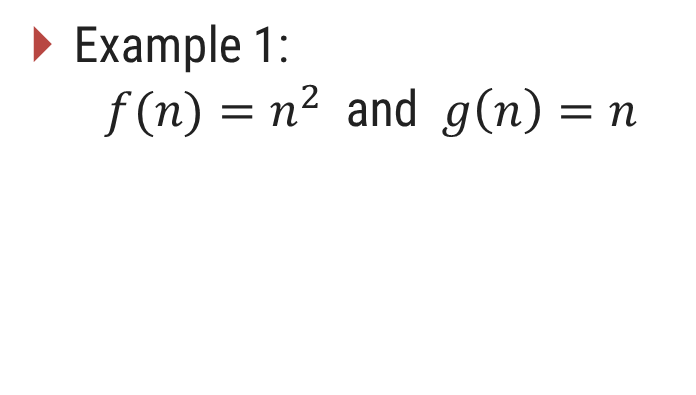 Example 1:
f(n) = n² and g(n) = n